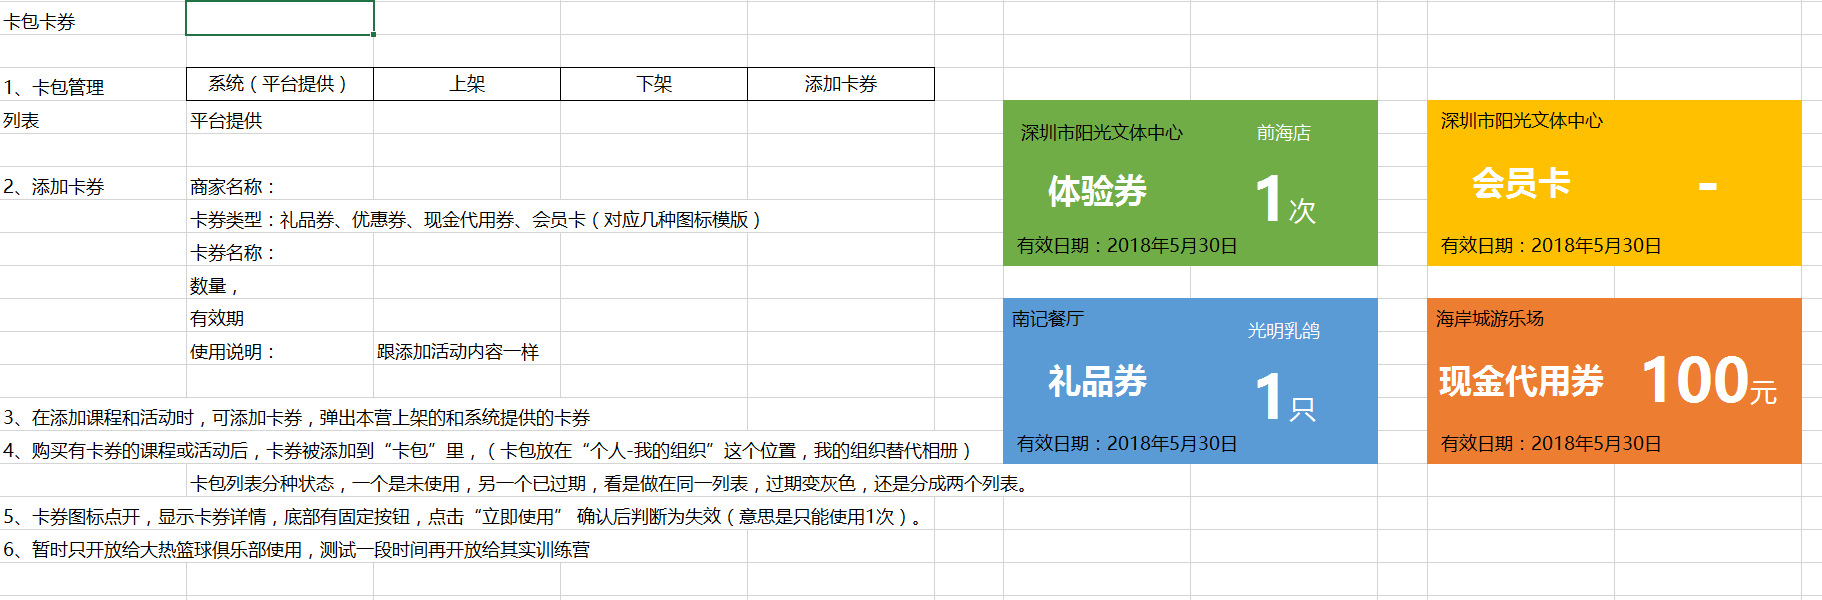 卡包卡券
1、卡包管理 系统（平台提供） 上架 下架 添加卡券
列表 平台提供
2、添加卡券 商家名称：
卡券类型：礼品券、优惠券、现金代用券、会员卡（对应几种图标模版）
卡券名称：
数量，
有效期
使用说明： 跟添加活动内容一样
3、在添加课程和活动时，可添加卡券，弹出本营上架的和系统提供的卡券
4、购买有卡券的课程或活动后，卡券被添加到“卡包”里，（卡包放在“个人-我的组织”这个位置，我的组织替代相册）
卡包列表分种状态，一个是未使用，另一个已过期，看是做在同一列表，过期变灰色，还是分成两个列表。
5、卡券图标点开，显示卡券详情，底部有固定按钮，点击“立即使用” 确认后判断为失效（意思是只能使用1次）。
6、暂时只开放给大热篮球俱乐部使用，测试一段时间再开放给其实训练营
深圳市阳光文体中心 前海店
体验券 1次
有效日期：2018年5月30日
深圳市阳光文体中心
会员卡 -
有效日期：2018年5月30日
南记餐厅 光明乳鸽
礼品券 1只
有效日期：2018年5月30日
海岸城游乐场
现金代用券 100元
有效日期：2018年5月30日